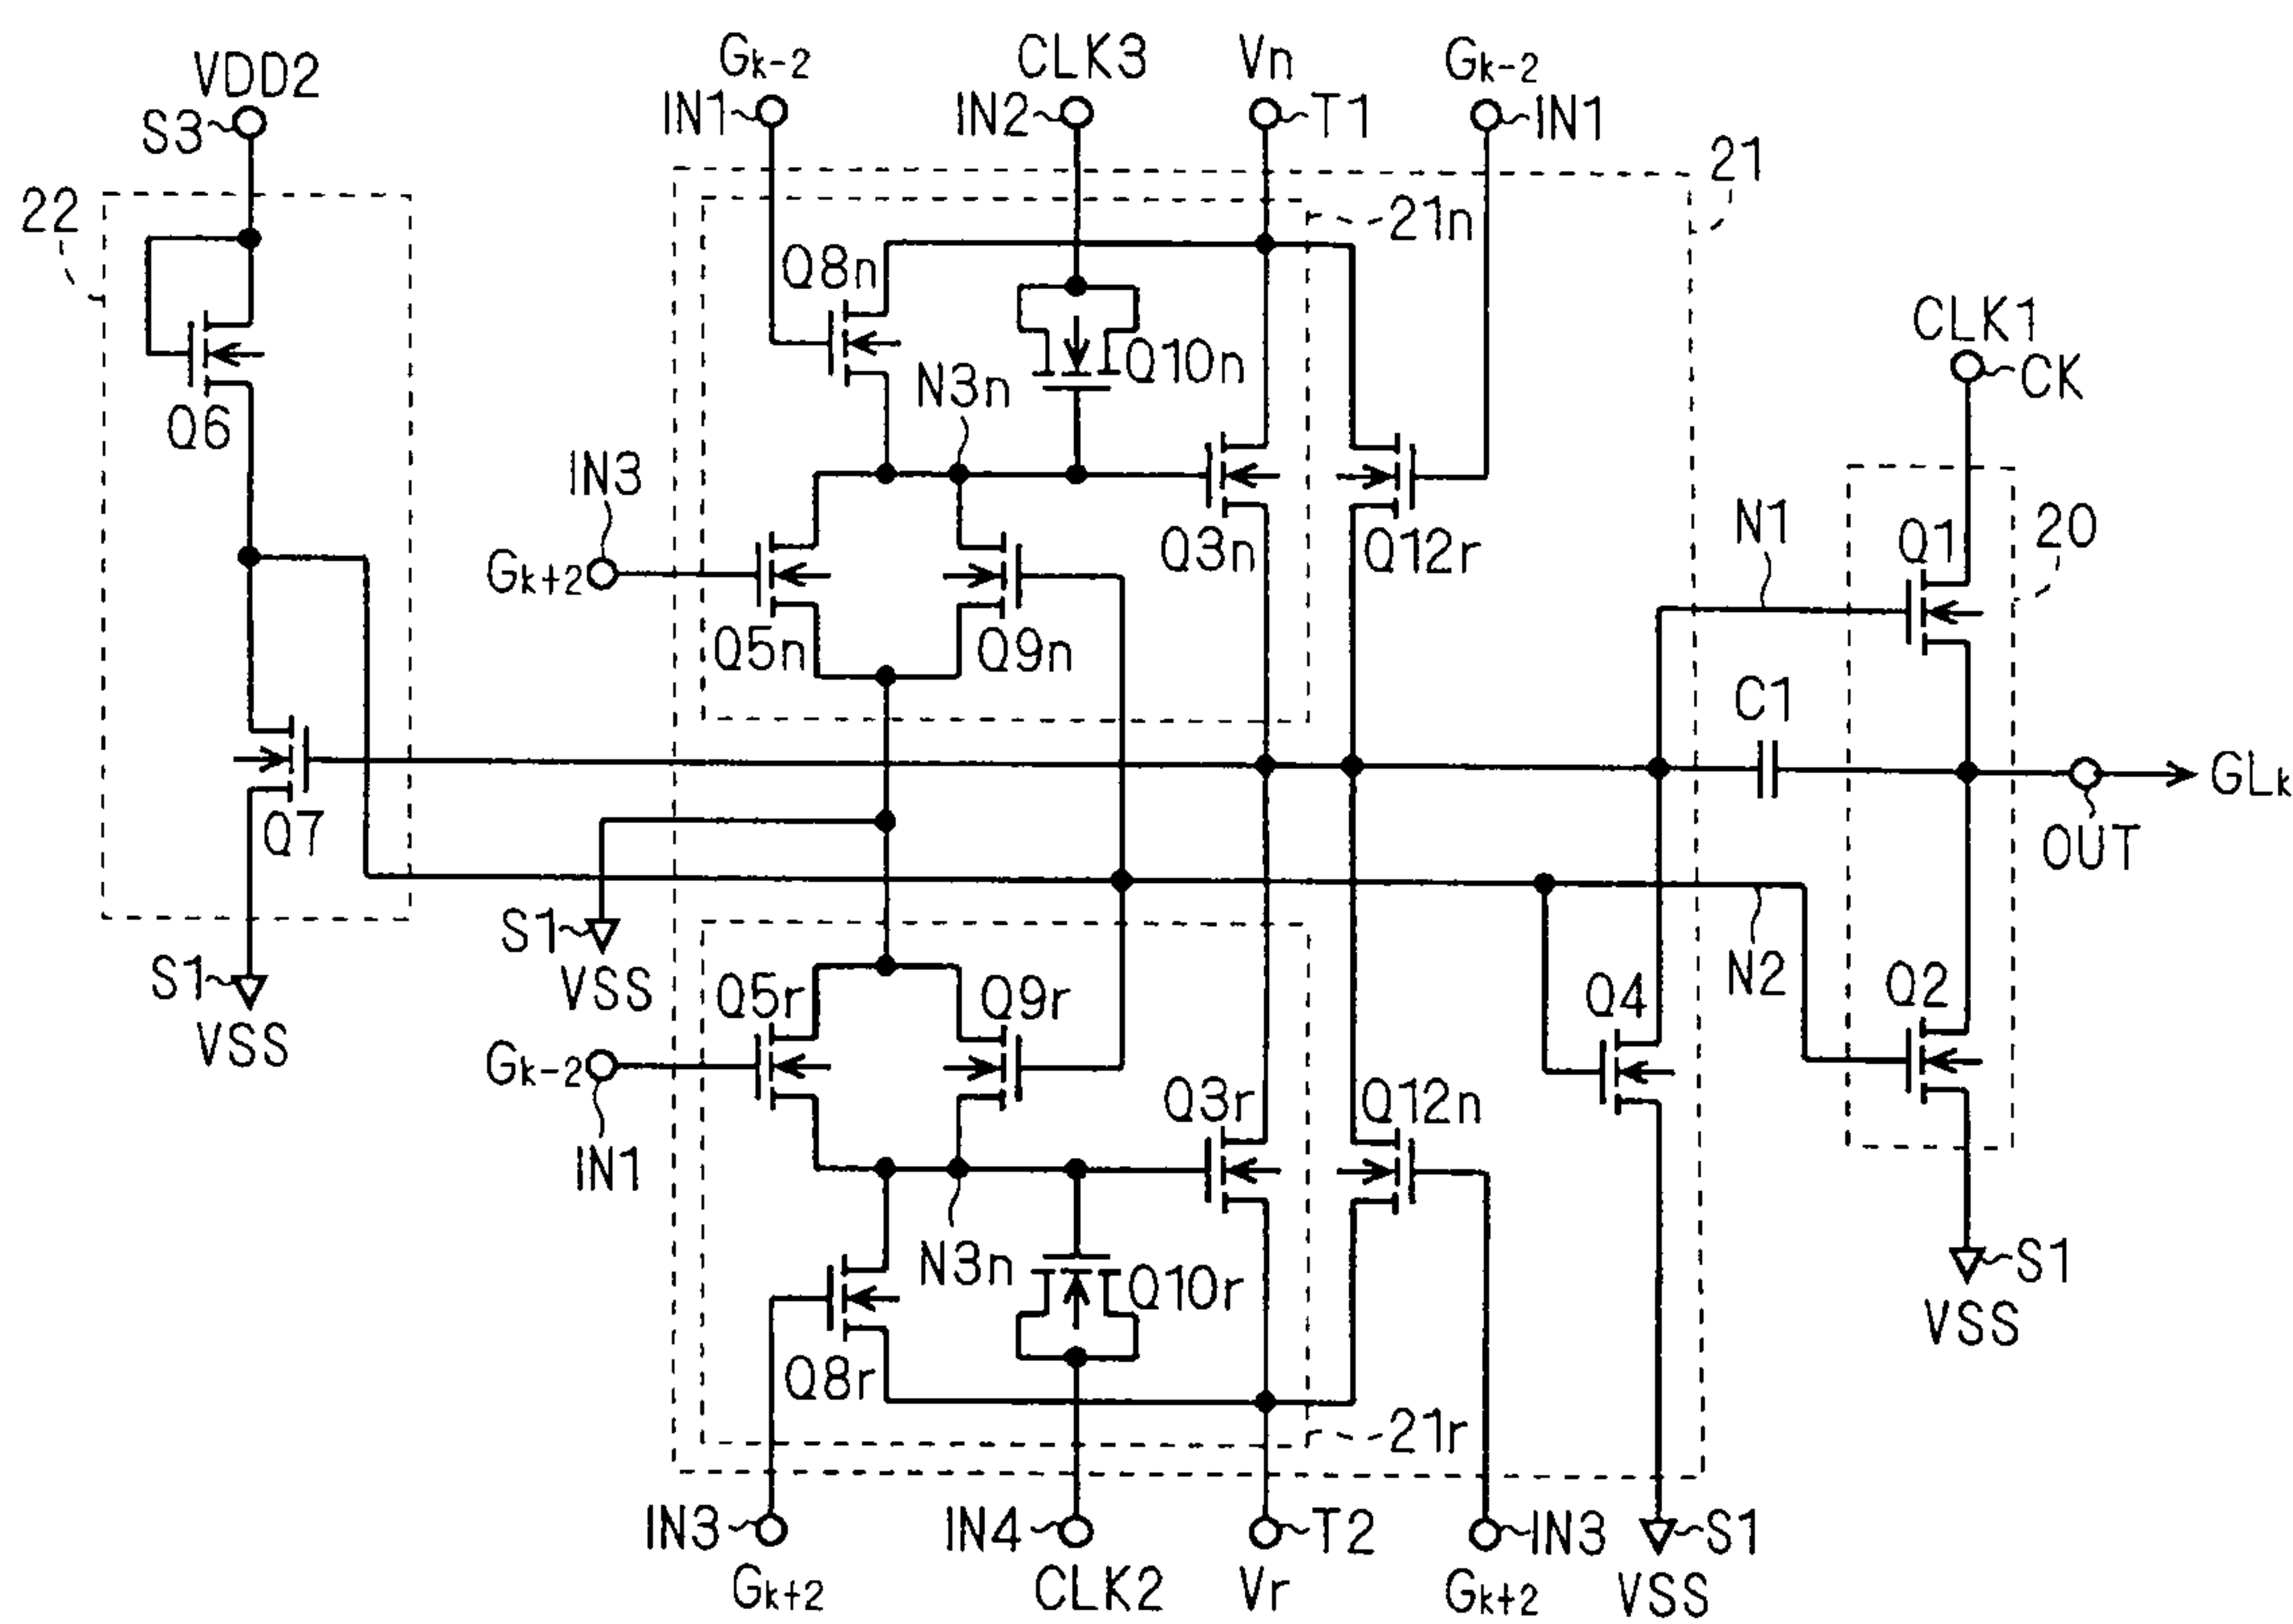 VDD2
S3
Gk-2
IN1
CLK3
IN2
Vn
T1
Gk-2
IN1
21
22
21n
Q8n
Q10n
CLK1
CK
Q6
N3n
IN3
Gk+2
Q3n
Q12r
N1
Q1
20
Q5n
Q9n
C1
Q7
GLk
OUT
S1
VSS
S1
VSS
Q5r
Q9r
Q4
N2
Q2
Gk-2
IN1
Q3r
Q12n
N3n
Q10r
S1
VSS
Q8r
21r
IN3
Gk+2
IN4
CLK2
T2
Vr
IN3
Gk+2
S1
VSS